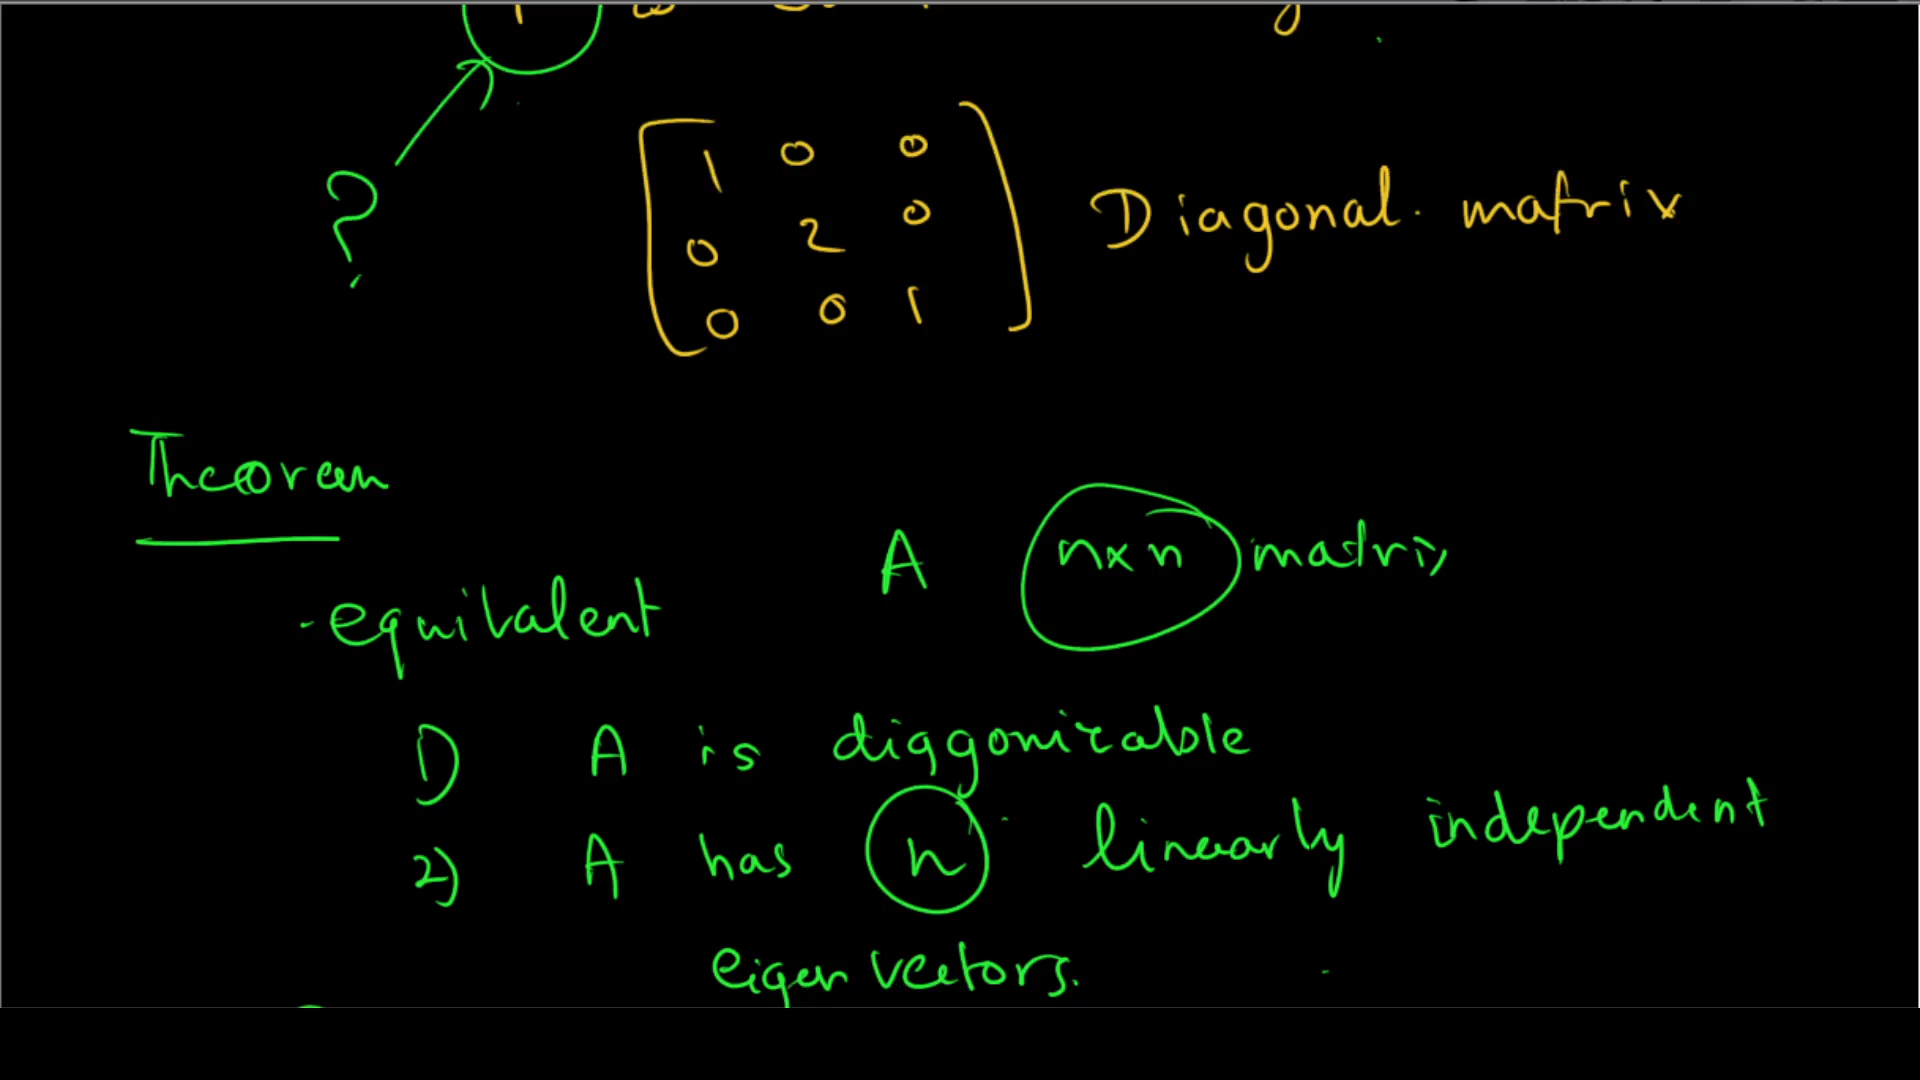 ?
1 0 0
0 2 0 Diagonal matrix
0 0 1
Theorem
A n×n matrix
equivalent
1) A is diagonizable
2) A has n linearly independent
eigen vectors.